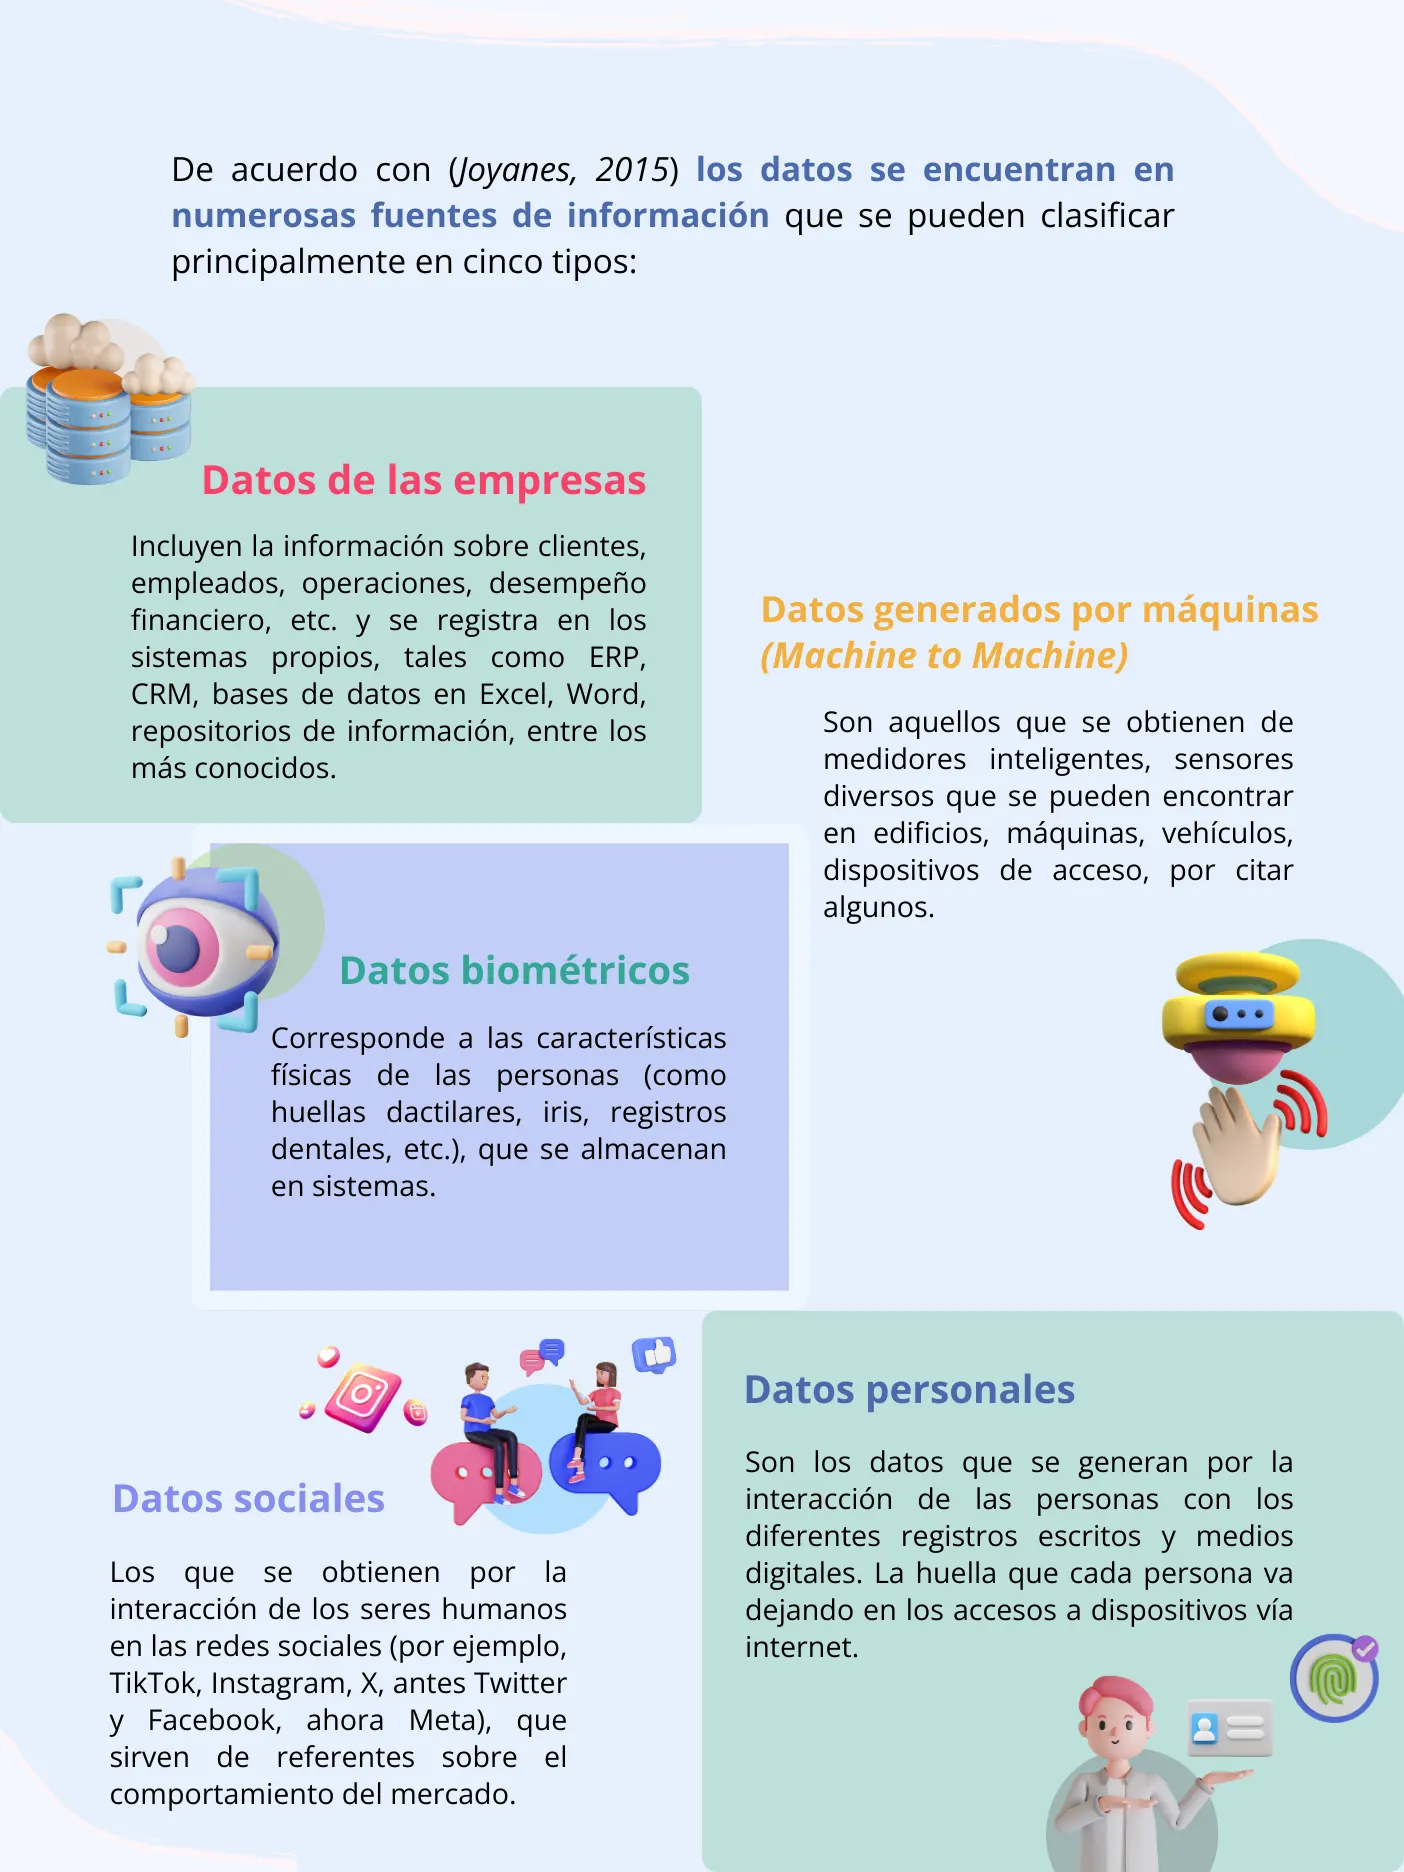 De acuerdo con (Joyanes, 2015) los datos se encuentran en
numerosas fuentes de información que se pueden clasificar
principalmente en cinco tipos:
Datos de las empresas
Incluyen la información sobre clientes,
empleados, operaciones, desempeño
financiero, etc. y se registra en los
sistemas propios, tales como ERP,
CRM, bases de datos en Excel, Word,
repositorios de información, entre los
más conocidos.
Datos generados por máquinas
(Machine to Machine)
Son aquellos que se obtienen de
medidores inteligentes, sensores
diversos que se pueden encontrar
en edificios, máquinas, vehículos,
dispositivos de acceso, por citar
algunos.
Datos biométricos
Corresponde a las características
físicas de las personas (como
huellas dactilares, iris, registros
dentales, etc.), que se almacenan
en sistemas.
Datos sociales
Los que se obtienen por la
interacción de los seres humanos
en las redes sociales (por ejemplo,
TikTok, Instagram, X, antes Twitter
y Facebook, ahora Meta), que
sirven de referentes sobre el
comportamiento del mercado.
Datos personales
Son los datos que se generan por la
interacción de las personas con los
diferentes registros escritos y medios
digitales. La huella que cada persona va
dejando en los accesos a dispositivos vía
internet.